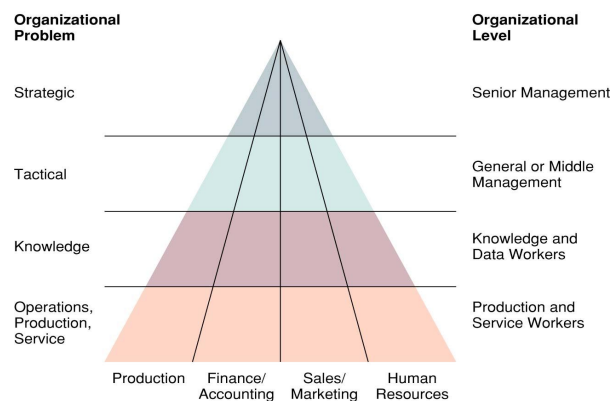 Organizational
Problem
Organizational
Level
Strategic
Senior Management
Tactical
General or Middle
Management
Knowledge
Knowledge and
Data Workers
Operations,
Production,
Service
Production and
Service Workers
Production
Finance/
Accounting
Sales/
Marketing
Human
Resources